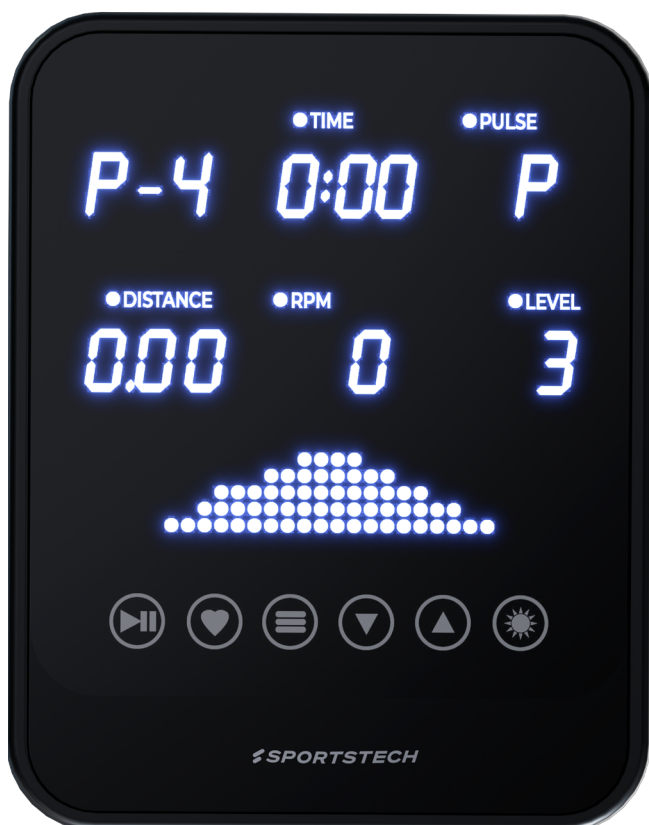 TIME PULSE
P-4 0:00 P
DISTANCE RPM LEVEL
0.00 0 3
SPORTSTECH